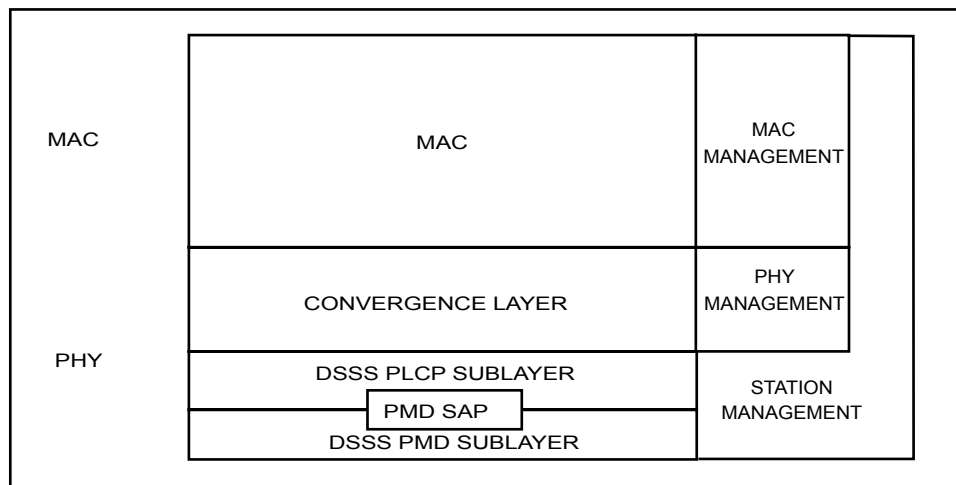 MAC
MAC
MAC
MANAGEMENT
CONVERGENCE LAYER
PHY
MANAGEMENT
PHY
DSSS PLCP SUBLAYER
PMD SAP
DSSS PMD SUBLAYER
STATION
MANAGEMENT